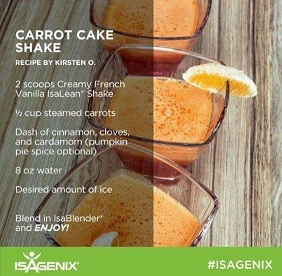 CARROT CAKE
SHAKE
RECIPE BY KIRSTEN O.
2 scoops Creamy French
Vanilla IsaLean® Shake
½ cup steamed carrots
Dash of cinnamon, cloves,
and cardamom (pumpkin
pie spice optional)
8 oz water
Desired amount of ice
Blend in IsaBlender®
and ENJOY!
ISAGENIX®
#ISAGENIX